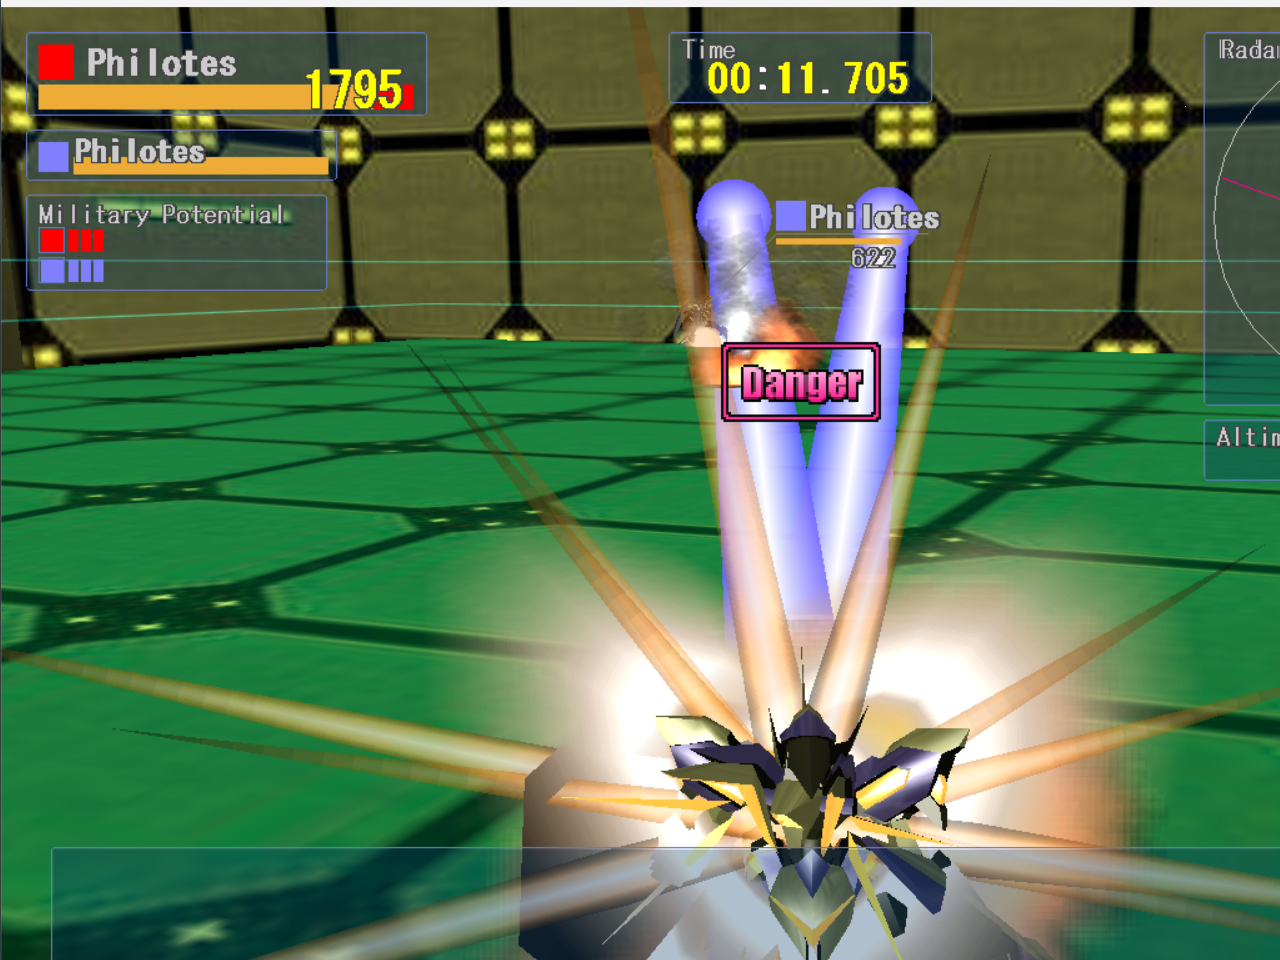 Philotes
1795
Philotes
Military Potential
Time
00:11.705
Radar
Philotes
622
Danger
Altim